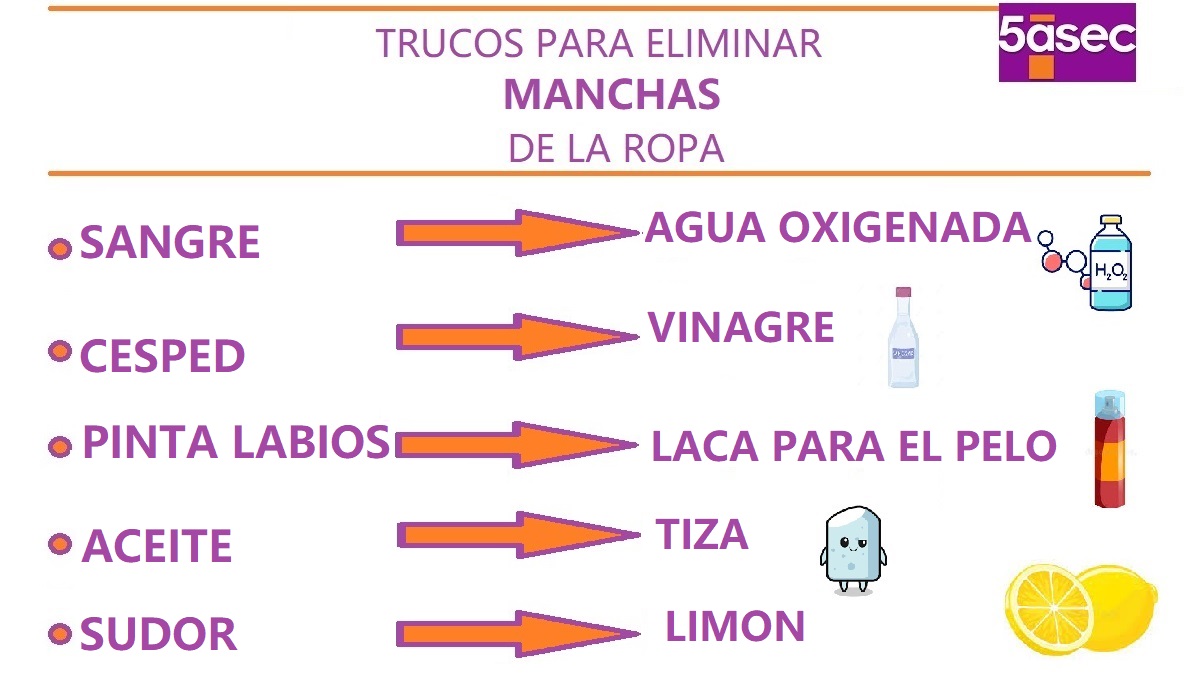 TRUCOS PARA ELIMINAR
MANCHAS
DE LA ROPA
5àsec
SANGRE
AGUA OXIGENADA
H₂O₂
CESPED
VINAGRE
PINTA LABIOS
LACA PARA EL PELO
ACEITE
TIZA
SUDOR
LIMON